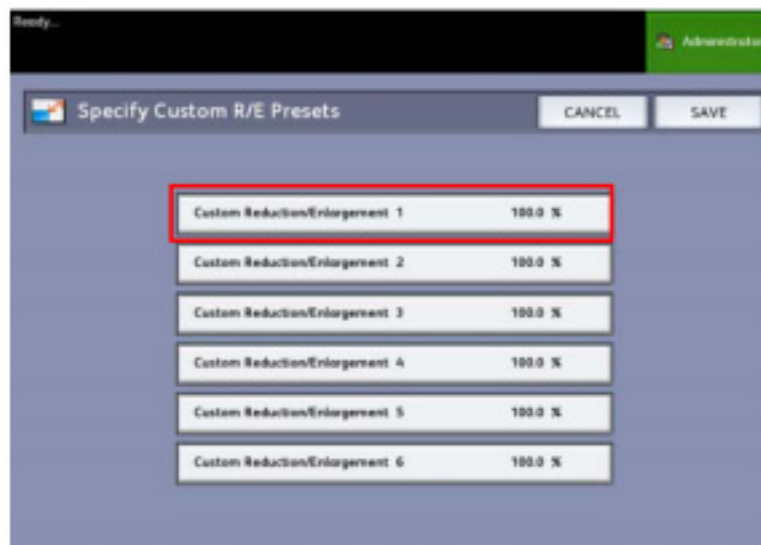 Ready...
Administrator
Specify Custom R/E Presets
CANCEL
SAVE
Custom Reduction/Enlargement 1 100.0 %
Custom Reduction/Enlargement 2 100.0 %
Custom Reduction/Enlargement 3 100.0 %
Custom Reduction/Enlargement 4 100.0 %
Custom Reduction/Enlargement 5 100.0 %
Custom Reduction/Enlargement 6 100.0 %